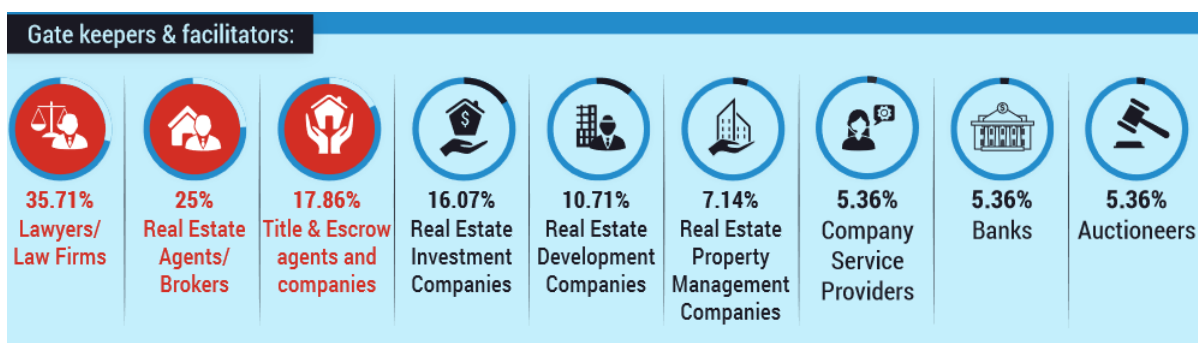 Gate keepers & facilitators:
35.71%
Lawyers/
Law Firms
25%
Real Estate
Agents/
Brokers
17.86%
Title & Escrow
agents and
companies
16.07%
Real Estate
Investment
Companies
10.71%
Real Estate
Development
Companies
7.14%
Real Estate
Property
Management
Companies
5.36%
Company
Service
Providers
5.36%
Banks
5.36%
Auctioneers